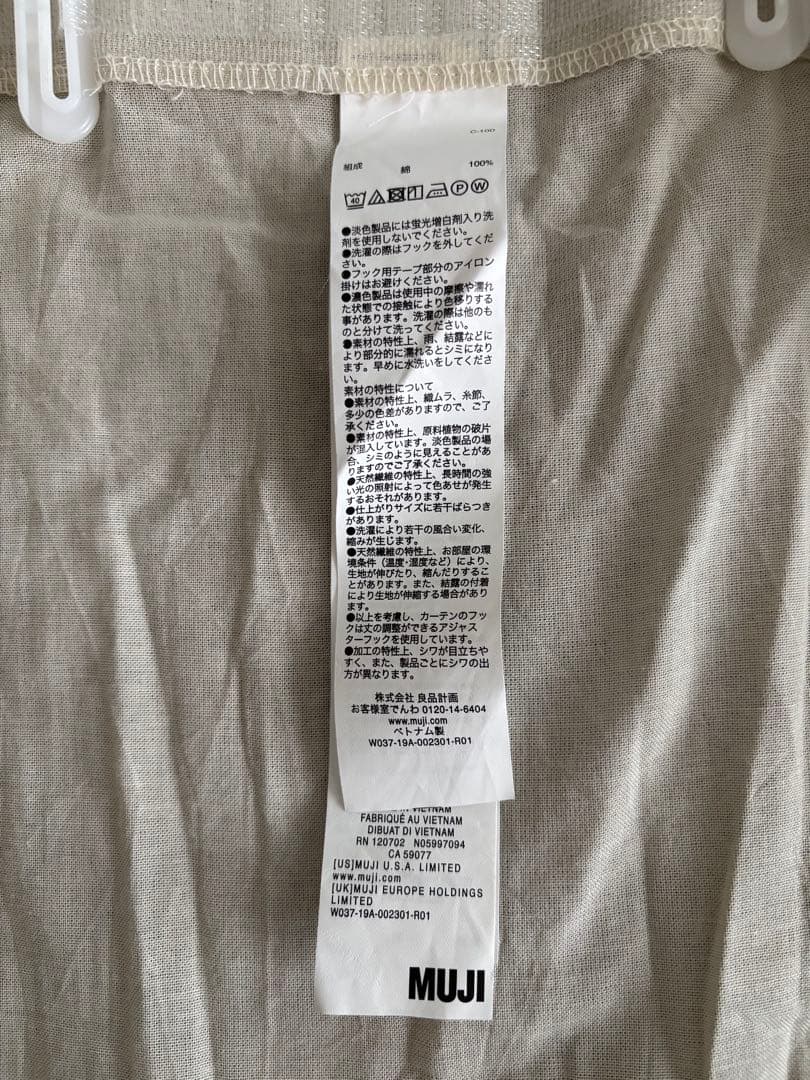 C-100
組成 綿 100%
40 P W
●淡色製品には蛍光増白剤入り洗
剤を使用しないでください。
●洗濯の際はフックを外してくだ
さい。
●フック用テープ部分のアイロン
掛けはお避けください。
●濃色製品は使用中の摩擦や濡れ
た状態での接触により色移りする
事があります。洗濯の際は他のも
のと分けて洗ってください。
●素材の特性上、雨、結露などに
より部分的に濡れるとシミになり
ます。早めに水洗いをしてくださ
い。
素材の特性について
●素材の特性上、織ムラ、糸節、
多少の色差がありますので、ご了
承ください。
●素材の特性上、原料植物の破片
が混入しています。淡色製品の場
合、シミのように見えることがあ
りますのでご了承ください。
●天然繊維の特性上、長時間の強
い光の照射によって色あせが発生
するおそれがあります。
●仕上がりサイズに若干ばらつき
があります。
●洗濯により若干の風合い変化、
縮みが生じます。
●天然繊維の特性上、お部屋の環
境条件（温度・湿度など）により、
生地が伸びたり、縮んだりするこ
とがあります。また、結露の付着
により生地が伸縮する場合があり
ます。
●以上を考慮し、カーテンのフッ
クは丈の調整ができるアジャス
ターフックを使用しています。
●加工の特性上、シワが目立ちや
すく、また、製品ごとにシワの出
方が異なります。
株式会社 良品計画
お客様室でんわ 0120-14-6404
www.muji.com
ベトナム製
W037-19A-002301-R01
IN VIETNAM
FABRIQUÉ AU VIETNAM
DIBUAT DI VIETNAM
RN 120702 N05997094
CA 59077
[US]MUJI U.S.A. LIMITED
www.muji.com
[UK]MUJI EUROPE HOLDINGS
LIMITED
W037-19A-002301-R01
MUJI